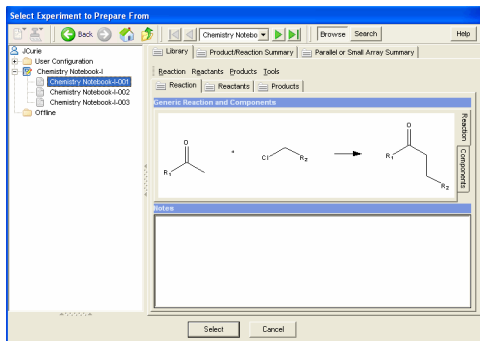 Select Experiment to Prepare From
Back
Chemistry Notebo
Browse
Search
Help
JCurie
User Configuration
Chemistry Notebook-I
Chemistry Notebook-I-001
Chemistry Notebook-I-002
Chemistry Notebook-I-003
Offline
Library
Product/Reaction Summary
Parallel or Small Array Summary
Reaction Reactants Products Tools
Reaction
Reactants
Products
Generic Reaction and Components
O
R1
+
Cl
R2
O
R1
R2
Reaction
Components
Notes
Select
Cancel